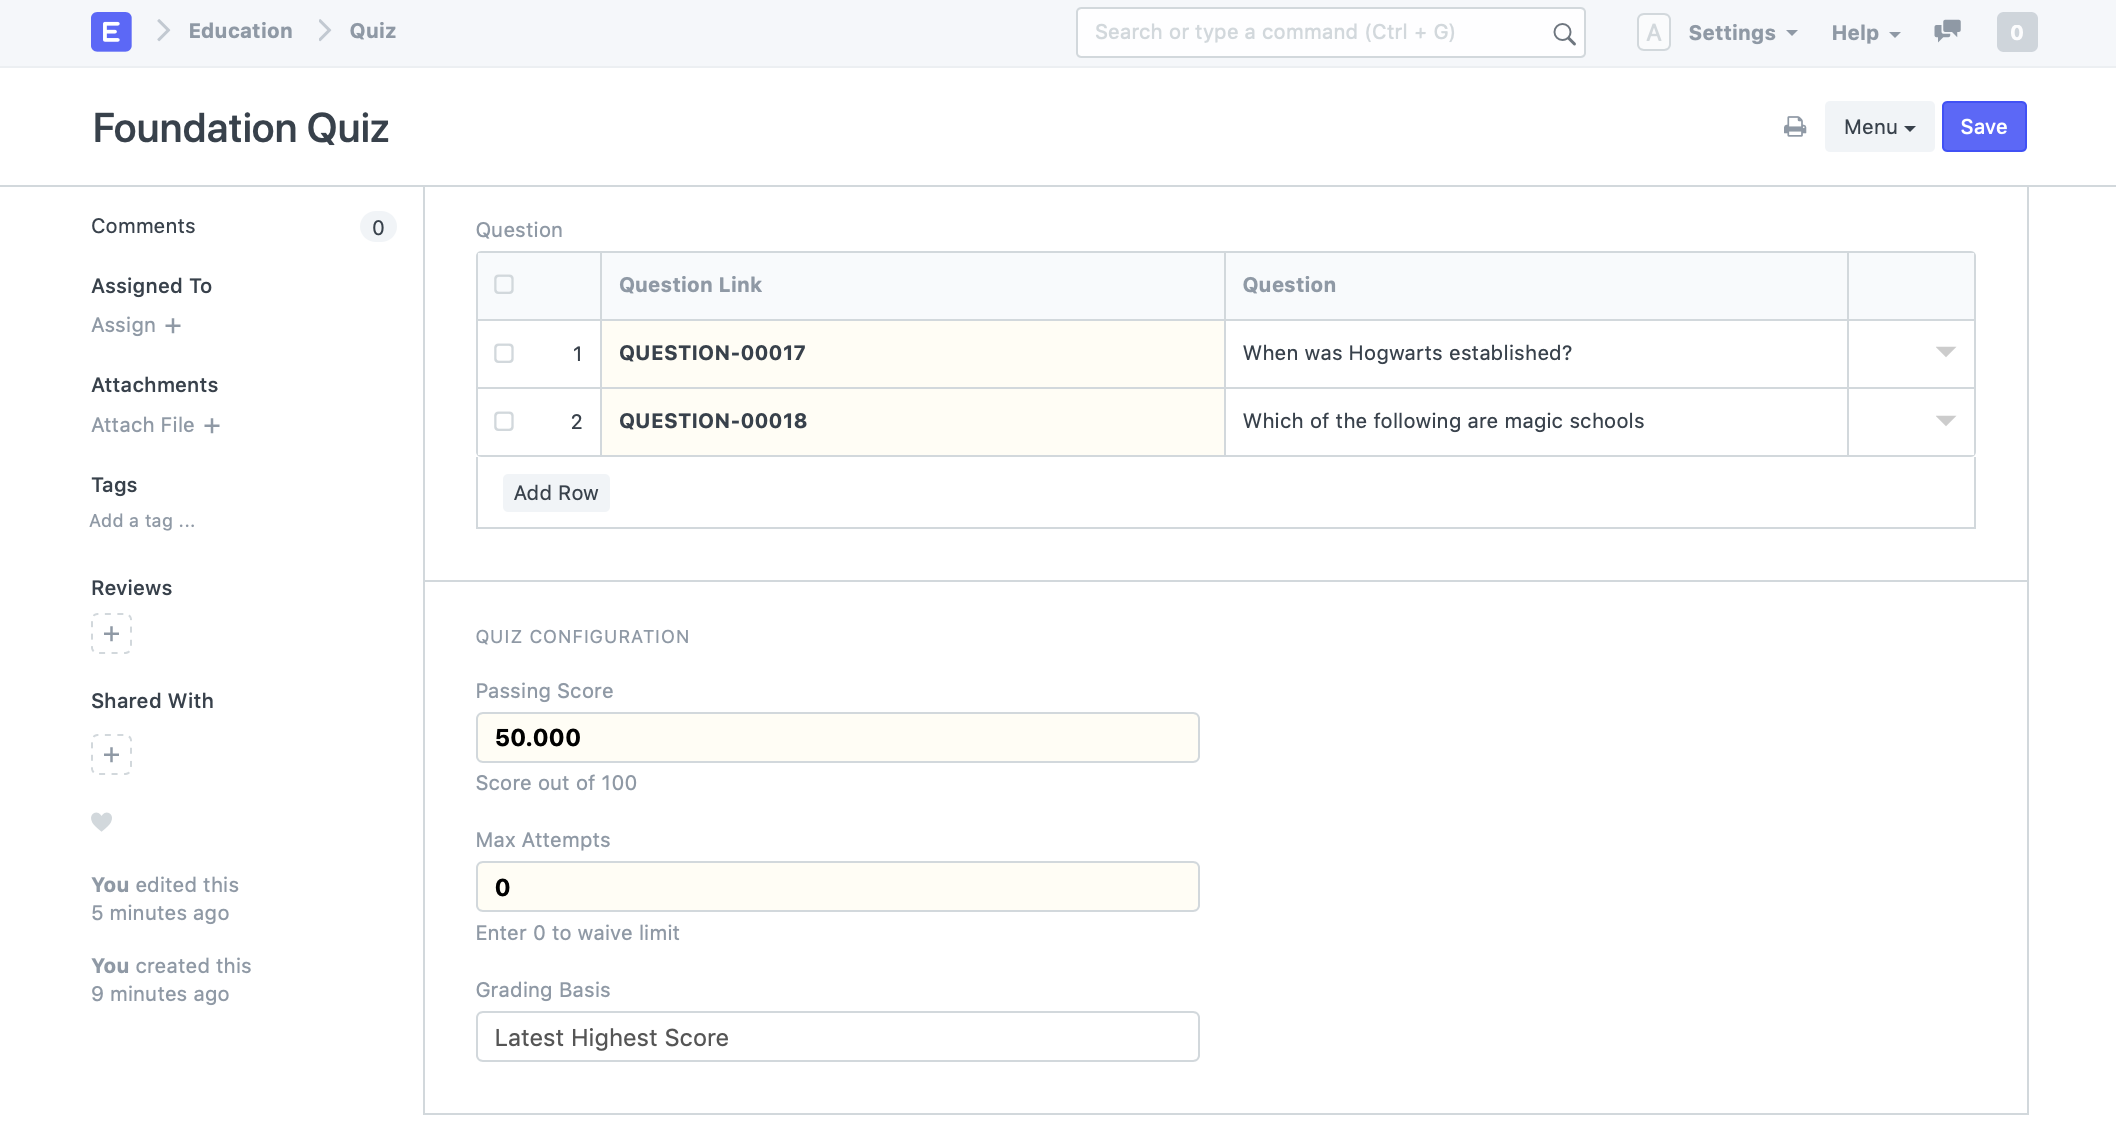 E Education Quiz Search or type a command (Ctrl + G) A Settings Help 0
Foundation Quiz Menu Save
Comments 0
Assigned To
Assign +
Attachments
Attach File +
Tags
Add a tag ...
Reviews
+
Shared With
+
You edited this
5 minutes ago
You created this
9 minutes ago
Question
Question Link Question
1 QUESTION-00017 When was Hogwarts established?
2 QUESTION-00018 Which of the following are magic schools
Add Row
QUIZ CONFIGURATION
Passing Score
50.000
Score out of 100
Max Attempts
0
Enter 0 to waive limit
Grading Basis
Latest Highest Score